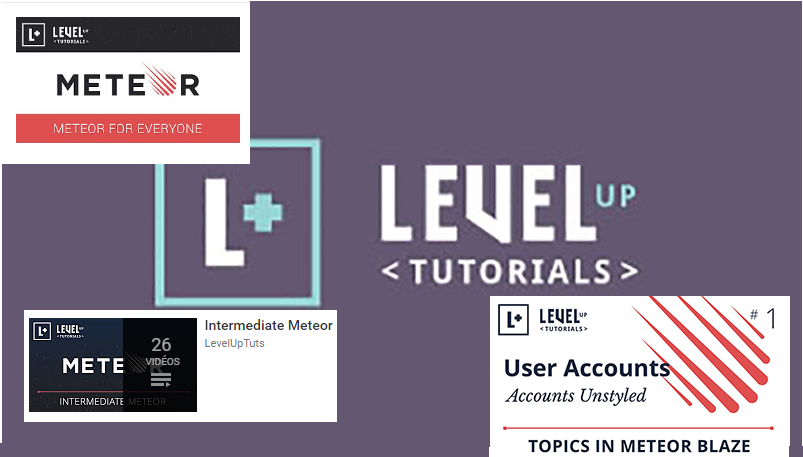 L+ LEVEL UP
<TUTORIALS>
METEOR
METEOR FOR EVERYONE
L+ LEVEL UP
<TUTORIALS>
L+ LEVEL UP
<TUTORIALS>
METE
INTERMEDIATE METEOR
26
VIDÉOS
Intermediate Meteor
LevelUpTuts
L+ LEVEL UP
<TUTORIALS>
# 1
User Accounts
Accounts Unstyled
TOPICS IN METEOR BLAZE